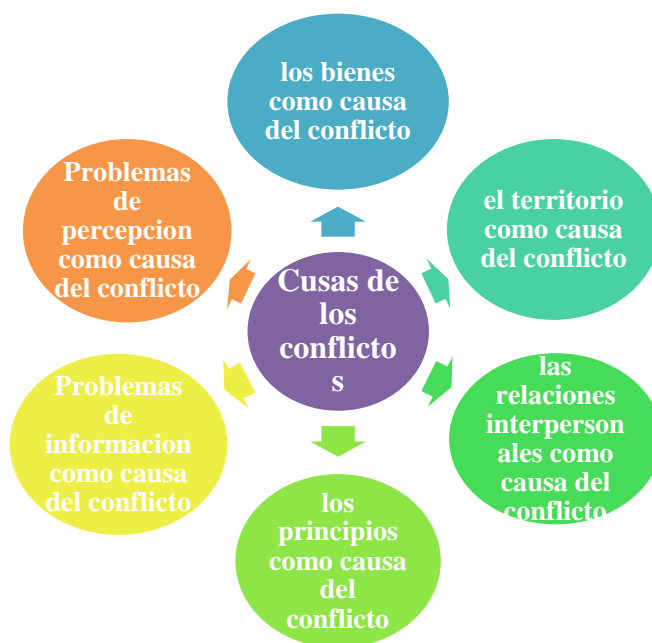 los bienes
como causa
del conflicto
Problemas
de
percepcion
como causa
del conflicto
el territorio
como causa
del conflicto
Cusas de
los
conflicto
s
Problemas
de
informacion
como causa
del conflicto
las
relaciones
interperson
ales como
causa del
conflicto
los
principios
como causa
del
conflicto